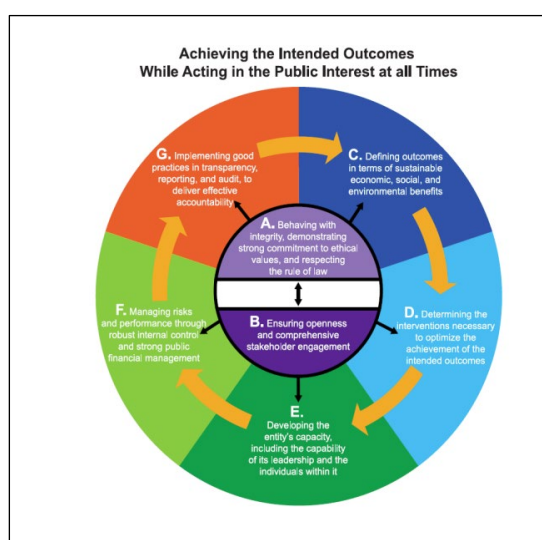 Achieving the Intended Outcomes
While Acting in the Public Interest at all Times
G. Implementing good
practices in transparency,
reporting, and audit, to
deliver effective
accountability
C. Defining outcomes
in terms of sustainable
economic, social, and
environmental benefits
A. Behaving with
integrity, demonstrating
strong commitment to ethical
values, and respecting
the rule of law
B. Ensuring openness
and comprehensive
stakeholder engagement
F. Managing risks
and performance through
robust internal control
and strong public
financial management
D. Determining the
interventions necessary
to optimize the
achievement of the
intended outcomes
E.
Developing the
entity's capacity,
including the capability
of its leadership and the
individuals within it